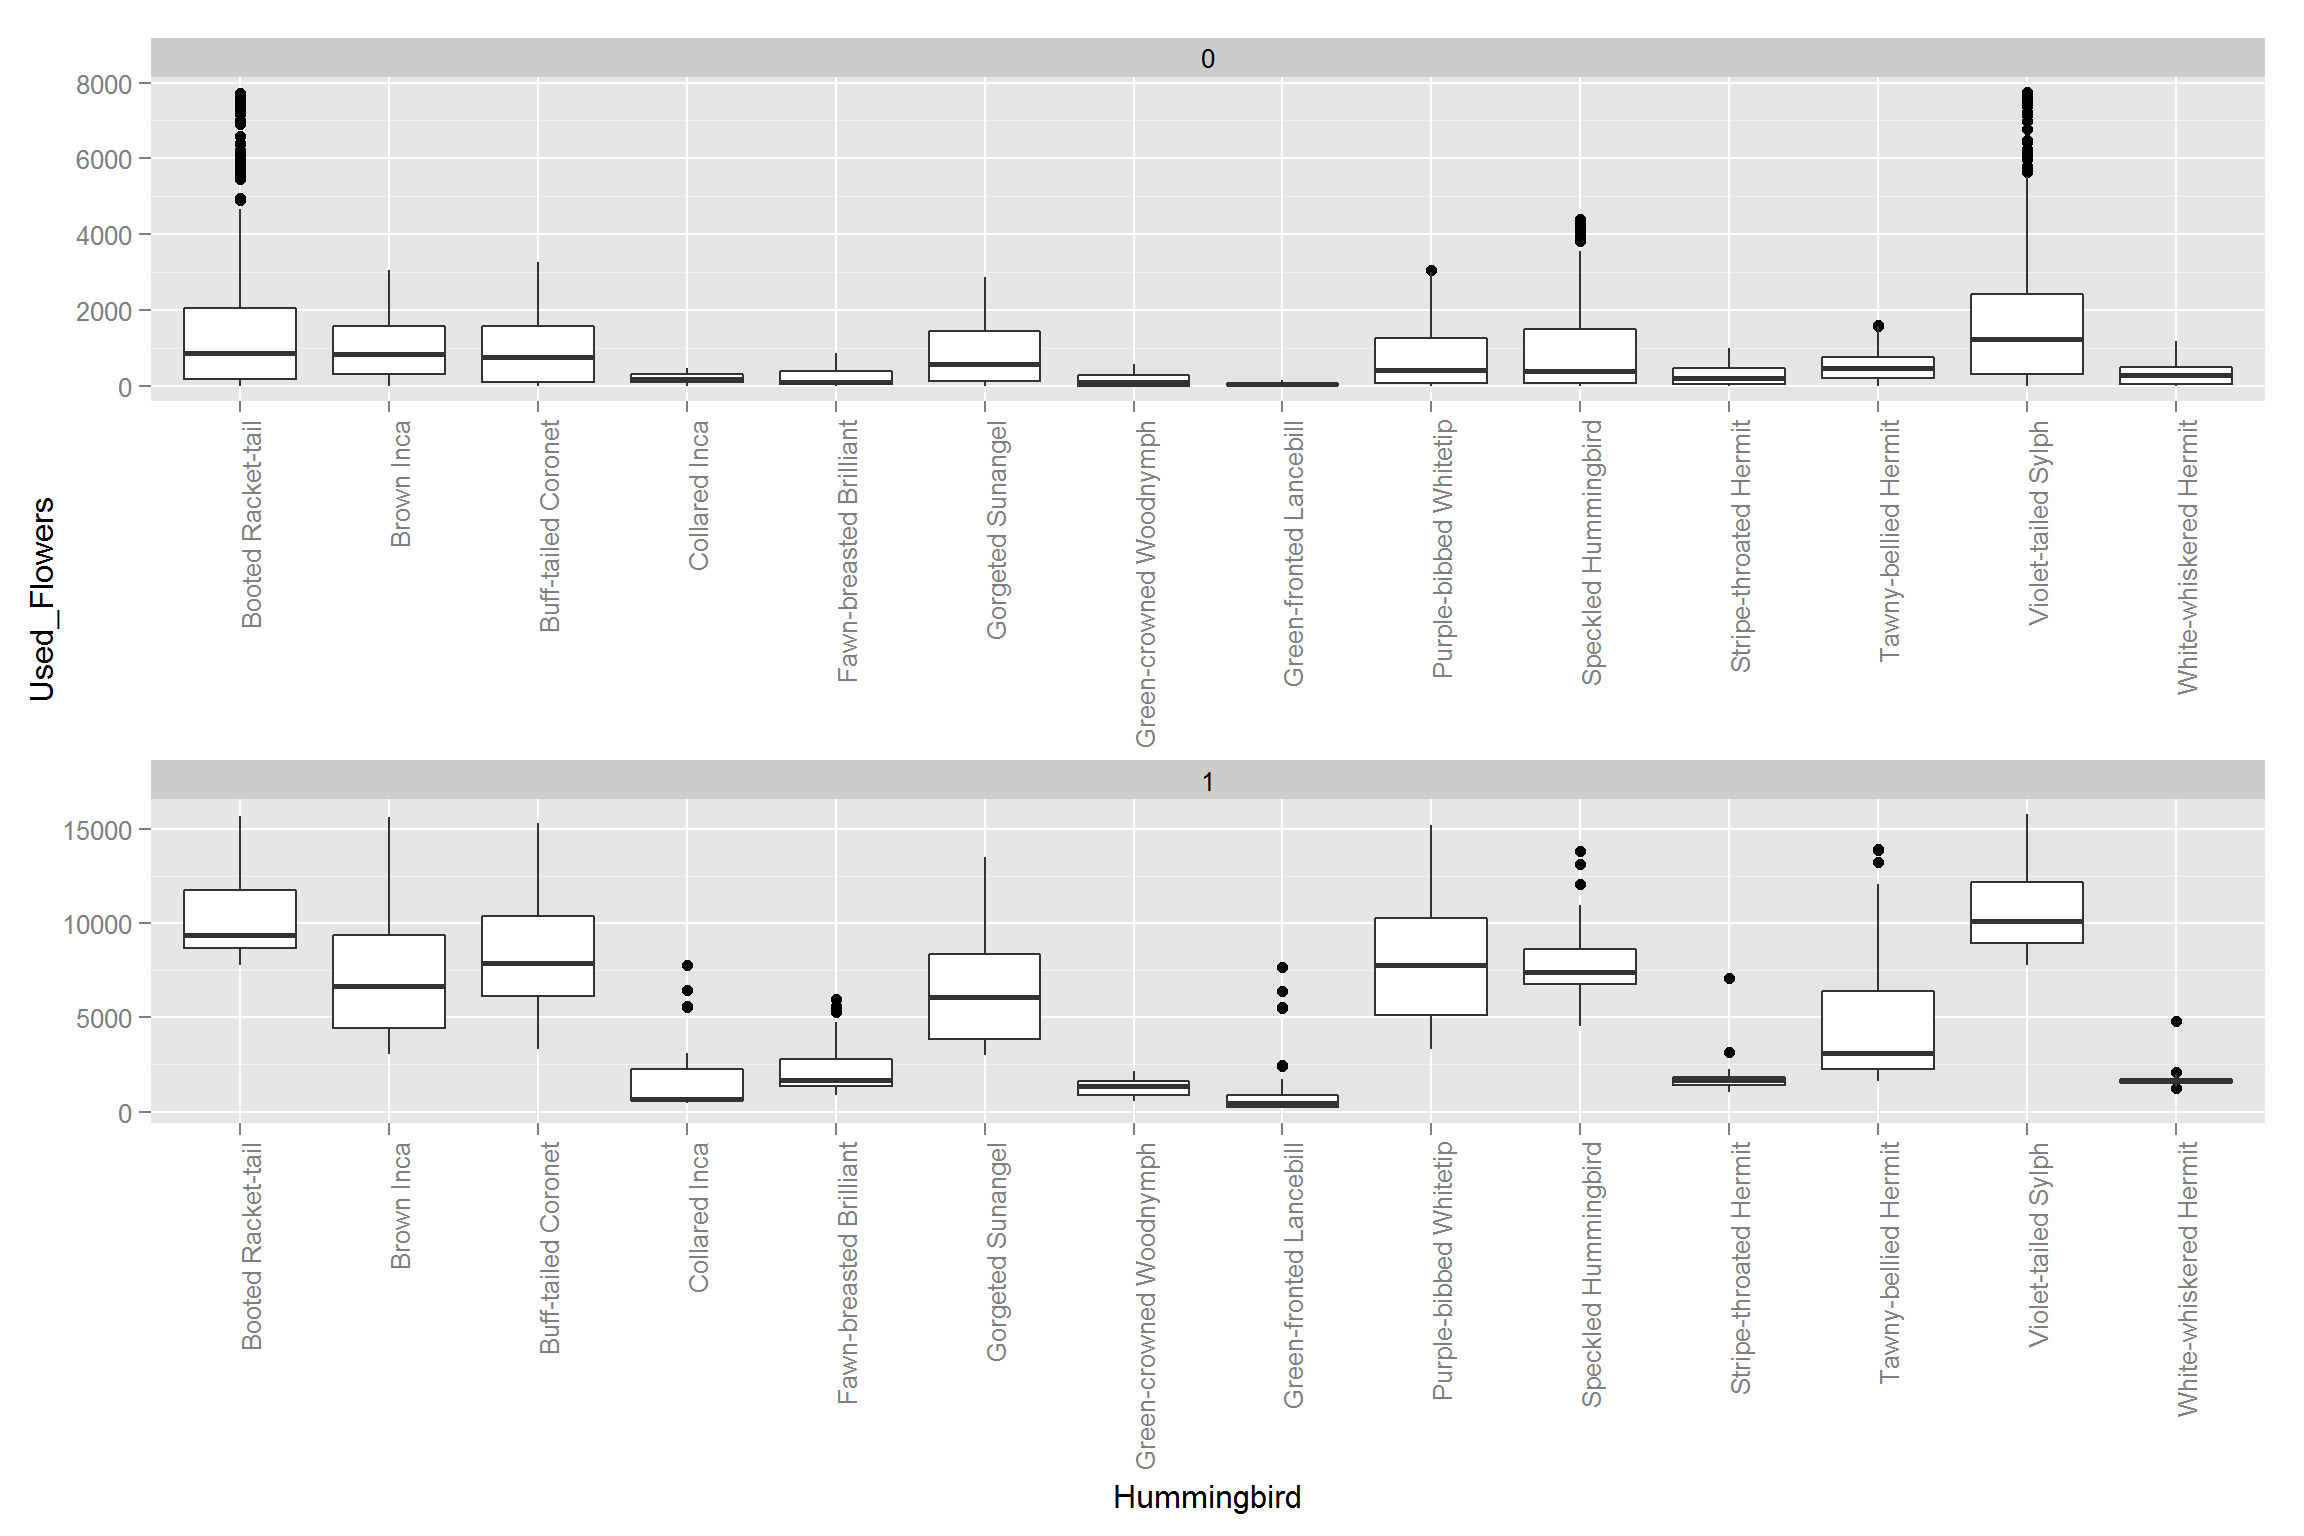 0
8000
6000
4000
2000
0
Booted Racket-tail
Brown Inca
Buff-tailed Coronet
Collared Inca
Fawn-breasted Brilliant
Gorgeted Sunangel
Green-crowned Woodnymph
Green-fronted Lancebill
Purple-bibbed Whitetip
Speckled Hummingbird
Stripe-throated Hermit
Tawny-bellied Hermit
Violet-tailed Sylph
White-whiskered Hermit
Used_Flowers
1
15000
10000
5000
0
Booted Racket-tail
Brown Inca
Buff-tailed Coronet
Collared Inca
Fawn-breasted Brilliant
Gorgeted Sunangel
Green-crowned Woodnymph
Green-fronted Lancebill
Purple-bibbed Whitetip
Speckled Hummingbird
Stripe-throated Hermit
Tawny-bellied Hermit
Violet-tailed Sylph
White-whiskered Hermit
Hummingbird